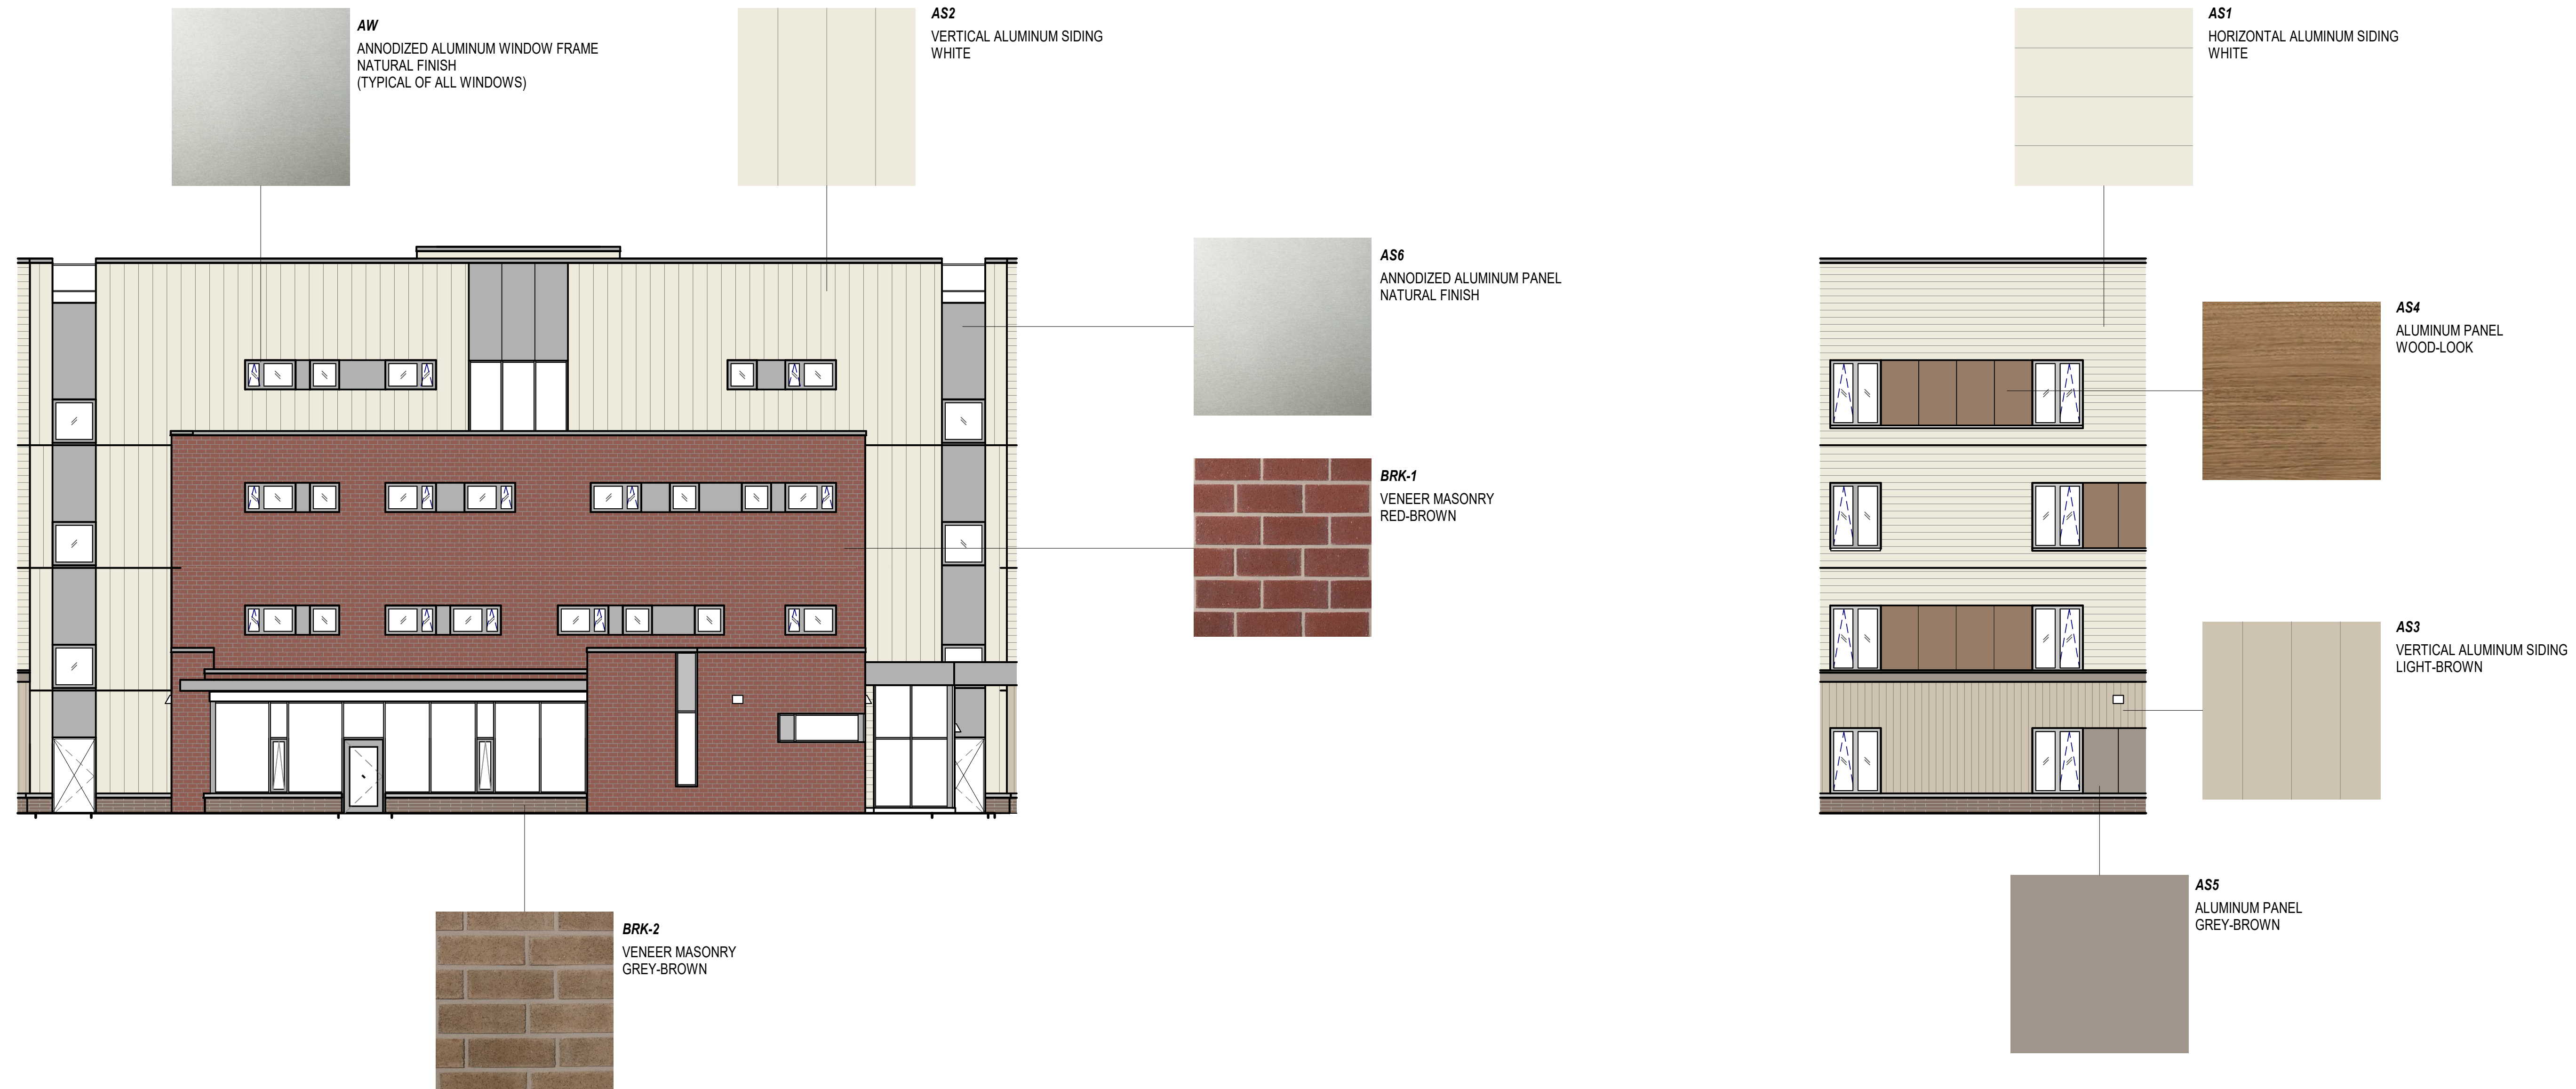 AW
ANNODIZED ALUMINUM WINDOW FRAME
NATURAL FINISH
(TYPICAL OF ALL WINDOWS)
AS2
VERTICAL ALUMINUM SIDING
WHITE
AS1
HORIZONTAL ALUMINUM SIDING
WHITE
AS6
ANNODIZED ALUMINUM PANEL
NATURAL FINISH
AS4
ALUMINUM PANEL
WOOD-LOOK
BRK-1
VENEER MASONRY
RED-BROWN
AS3
VERTICAL ALUMINUM SIDING
LIGHT-BROWN
AS5
ALUMINUM PANEL
GREY-BROWN
BRK-2
VENEER MASONRY
GREY-BROWN